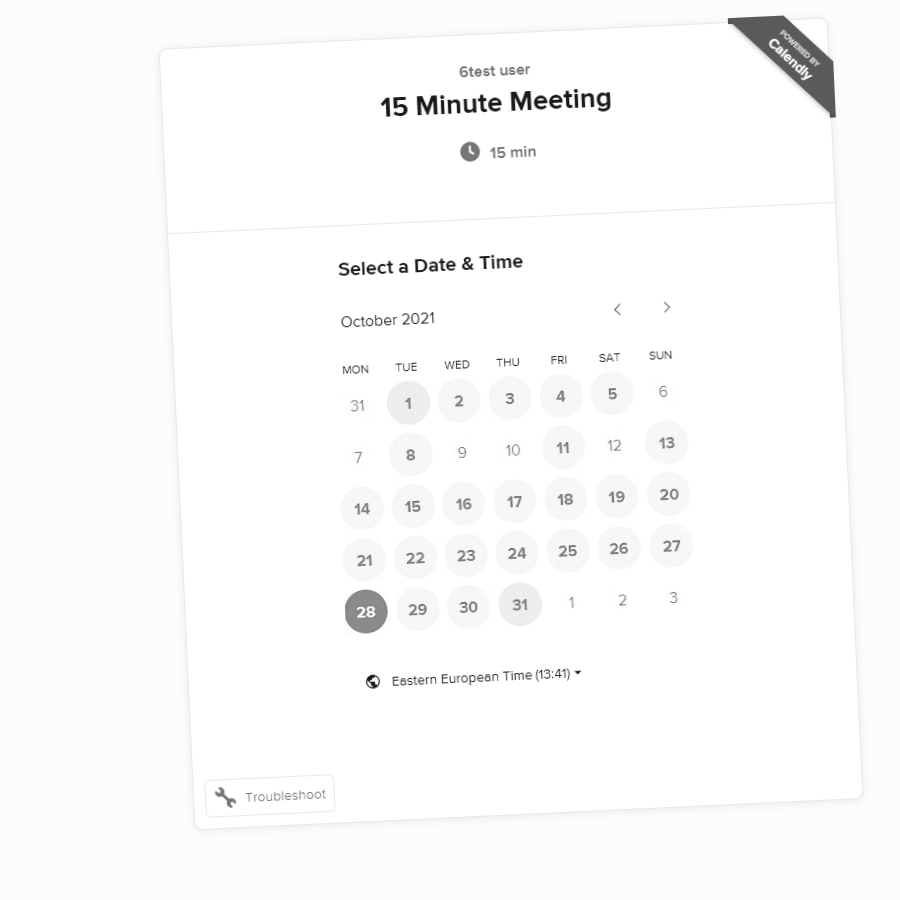 POWERED BY
Calendly
6test user
15 Minute Meeting
15 min
Select a Date & Time
October 2021
MON TUE WED THU FRI SAT SUN
31 1 2 3 4 5 6
7 8 9 10 11 12 13
14 15 16 17 18 19 20
21 22 23 24 25 26 27
28 29 30 31 1 2 3
Eastern European Time (13:41)
Troubleshoot